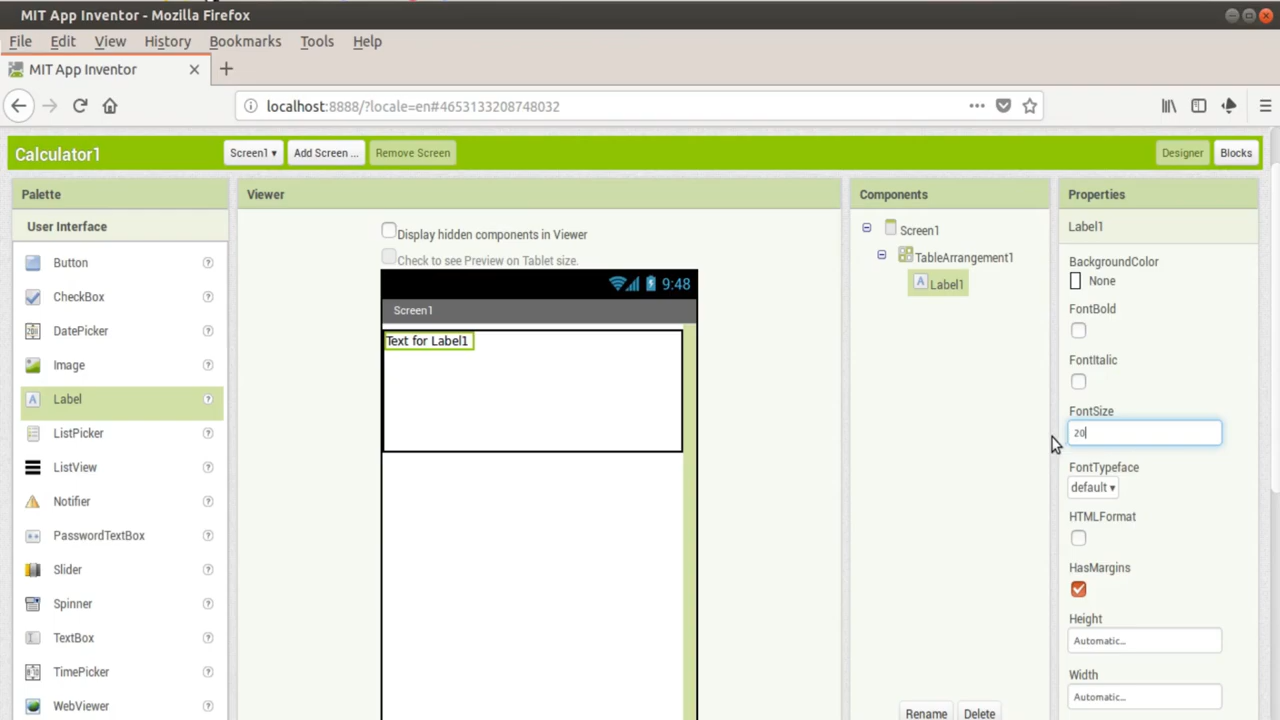 MIT App Inventor - Mozilla Firefox
File Edit View History Bookmarks Tools Help
MIT App Inventor
localhost:8888/?locale=en#4653133208748032
Calculator1
Screen1 ▾
Add Screen ...
Remove Screen
Designer
Blocks
Palette
User Interface
Button ?
CheckBox ?
DatePicker ?
Image ?
Label ?
ListPicker ?
ListView ?
Notifier ?
PasswordTextBox ?
Slider ?
Spinner ?
TextBox ?
TimePicker ?
WebViewer ?
Viewer
Display hidden components in Viewer
Check to see Preview on Tablet size.
9:48
Screen1
Text for Label1
Components
Screen1
TableArrangement1
Label1
Rename
Delete
Properties
Label1
BackgroundColor
None
FontBold
FontItalic
FontSize
20
FontTypeface
default ▾
HTMLFormat
HasMargins
Height
Automatic...
Width
Automatic...